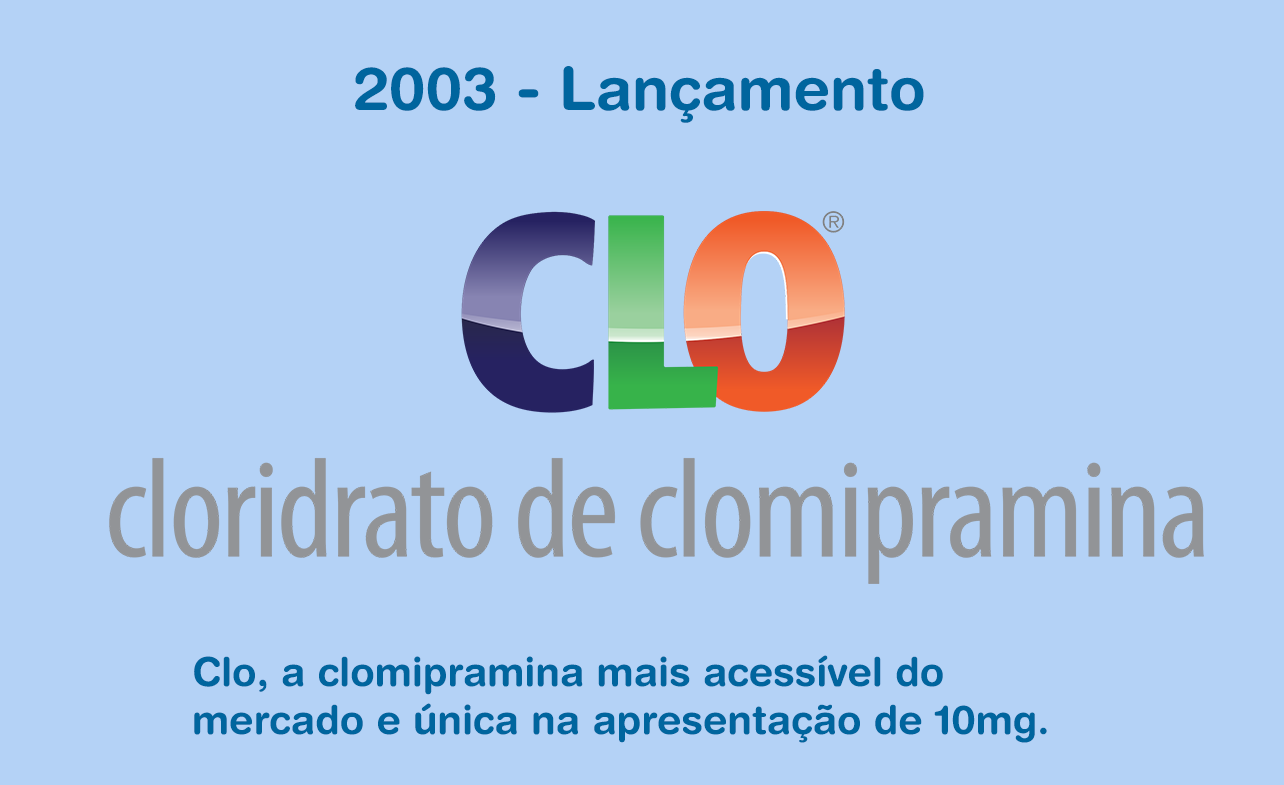 2003 - Lançamento
CLO®
cloridrato de clomipramina
Clo, a clomipramina mais acessível do
mercado e única na apresentação de 10mg.